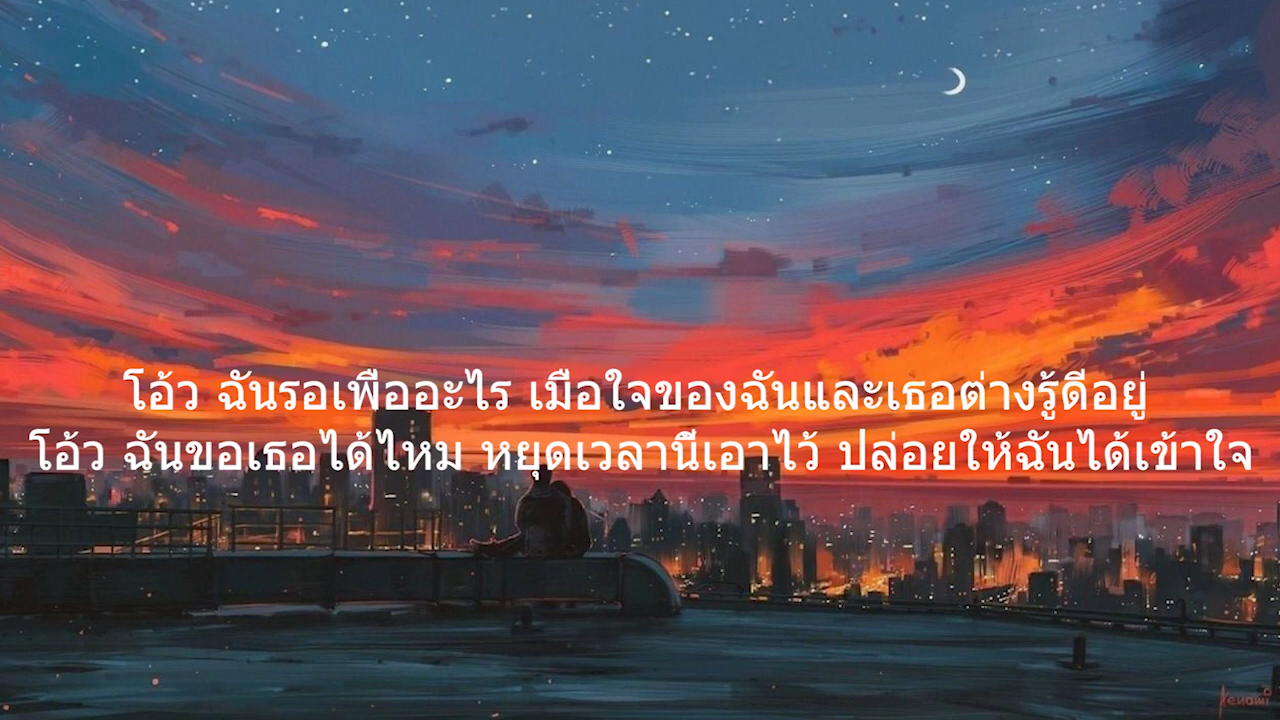 โอ้ว ฉันรอเพื่ออะไร เมื่อใจของฉันและเธอต่างรู้ดีอยู่
โอ้ว ฉันขอเธอได้ไหม หยุดเวลานี้เอาไว้ ปล่อยให้ฉันได้เข้าใจ